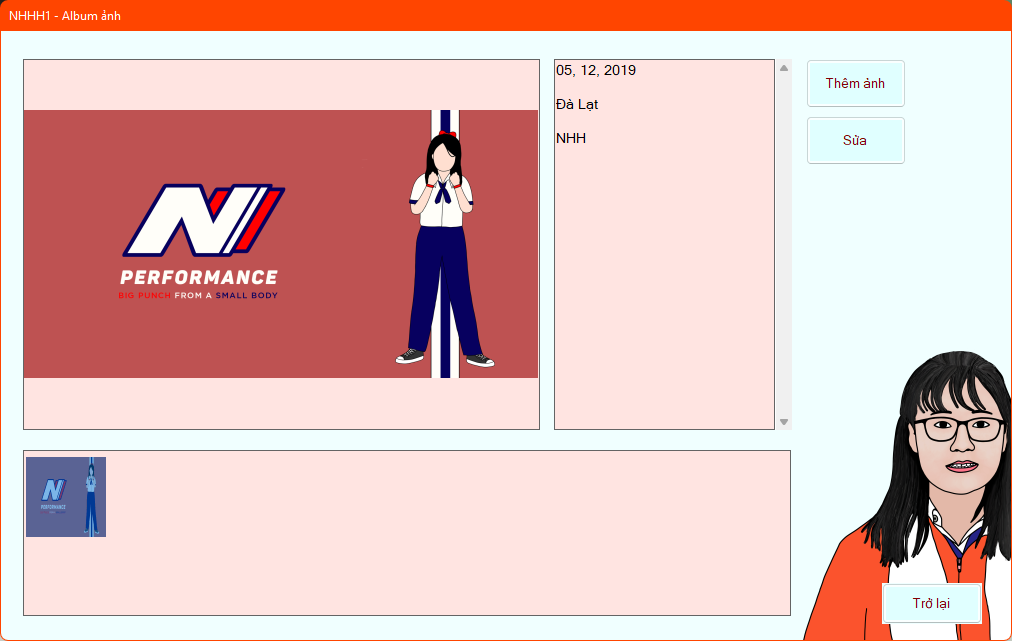 NHHH1 - Album ảnh
05, 12, 2019
Đà Lạt
NHH
Thêm ảnh
Sửa
N
PERFORMANCE
BIG PUNCH FROM A SMALL BODY
N
PERFORMANCE
Trở lại